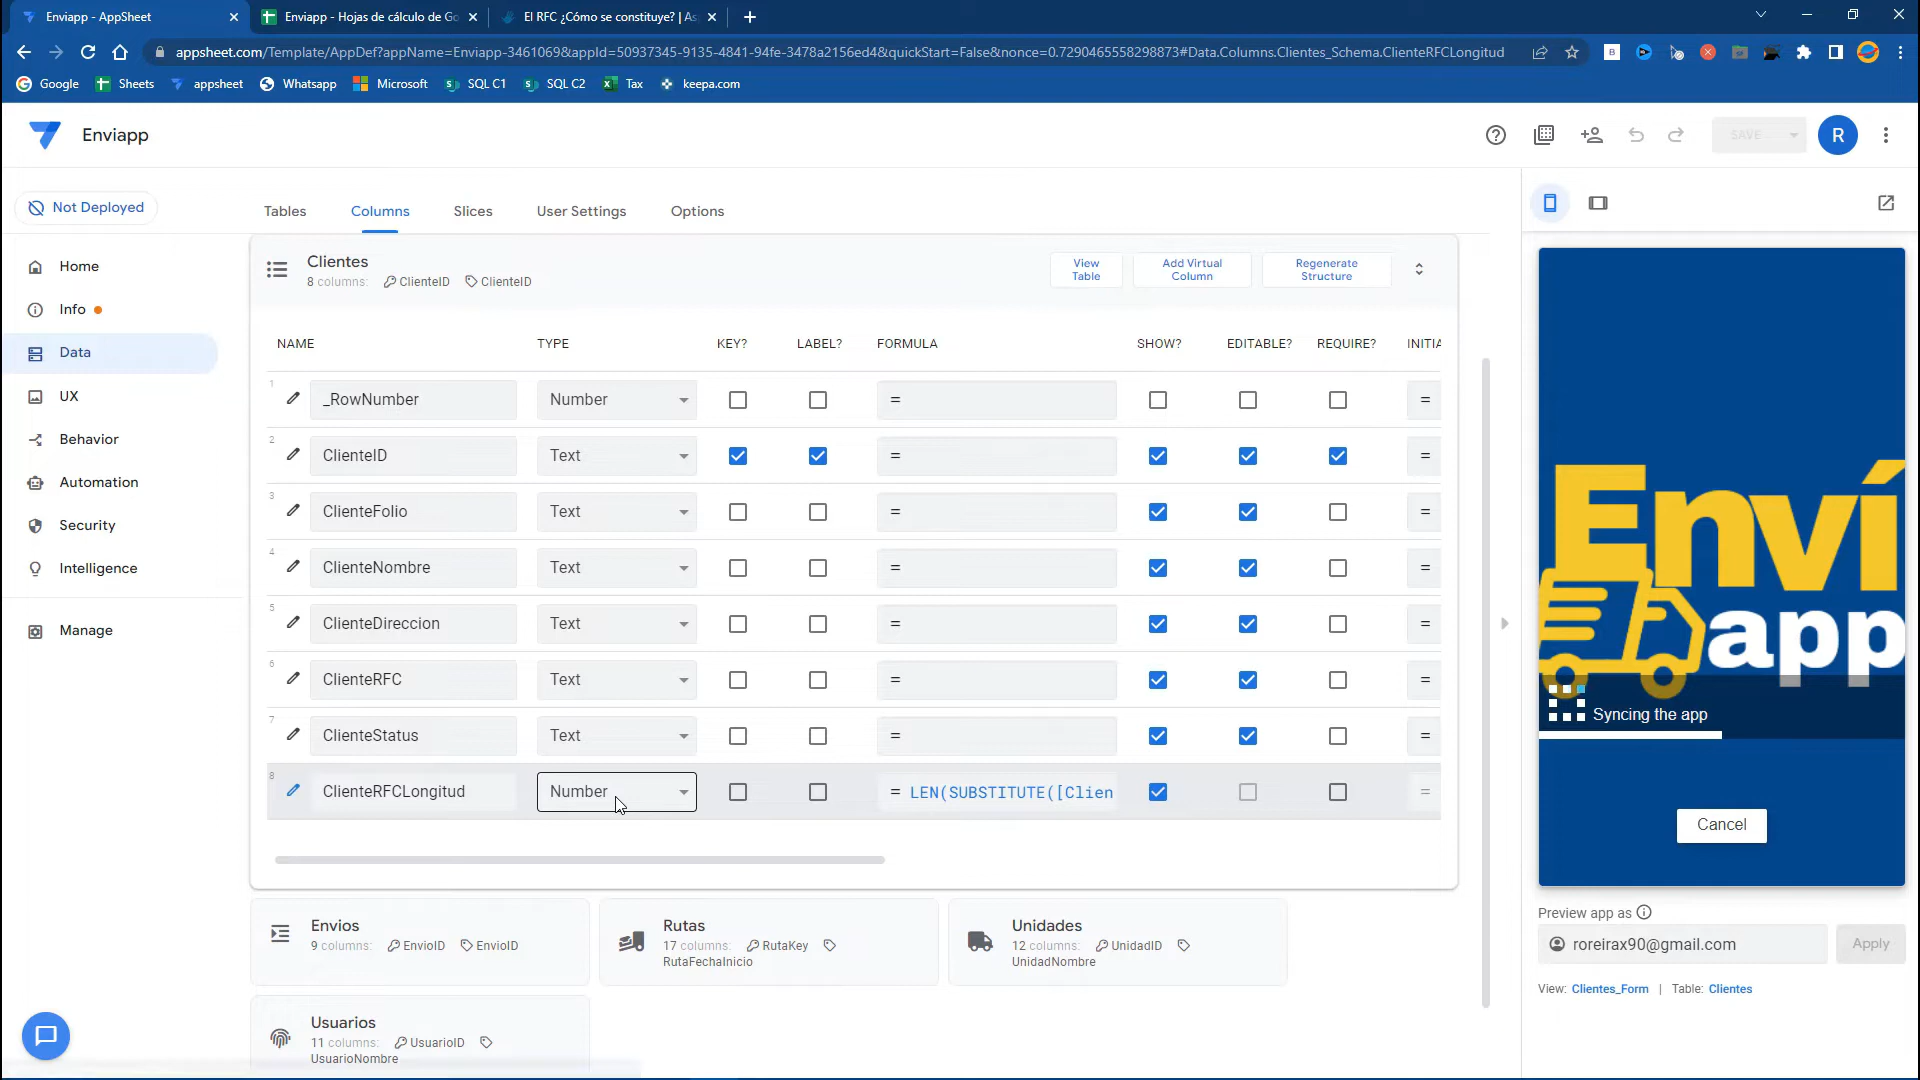 Enviapp - AppSheet
Enviapp - Hojas de cálculo de Go
El RFC ¿Cómo se constituye? | As
appsheet.com/Template/AppDef?appName=Enviapp-3461069&appId=50937345-9135-4841-94fe-3478a2156ed4&quickStart=False&nonce=0.7290465558298873#Data.Columns.Clientes_Schema.ClienteRFCLongitud
Google Sheets appsheet Whatsapp Microsoft SQL C1 SQL C2 Tax keepa.com
Enviapp
SAVE
R
Not Deployed
Home
Info
Data
UX
Behavior
Automation
Security
Intelligence
Manage
Tables Columns Slices User Settings Options
Clientes
8 columns: ClienteID ClienteID
View Table
Add Virtual Column
Regenerate Structure
NAME TYPE KEY? LABEL? FORMULA SHOW? EDITABLE? REQUIRE? INITIA
1 _RowNumber Number = =
2 ClienteID Text = =
3 ClienteFolio Text = =
4 ClienteNombre Text = =
5 ClienteDireccion Text = =
6 ClienteRFC Text = =
7 ClienteStatus Text = =
8 ClienteRFCLongitud Number = LEN(SUBSTITUTE([Clien =
Envios
9 columns: EnvioID EnvioID
Rutas
17 columns: RutaKey
RutaFechaInicio
Unidades
12 columns: UnidadID
UnidadNombre
Usuarios
11 columns: UsuarioID
UsuarioNombre
Enví
app
Syncing the app
Cancel
Preview app as
roreirax90@gmail.com
Apply
View: Clientes_Form | Table: Clientes